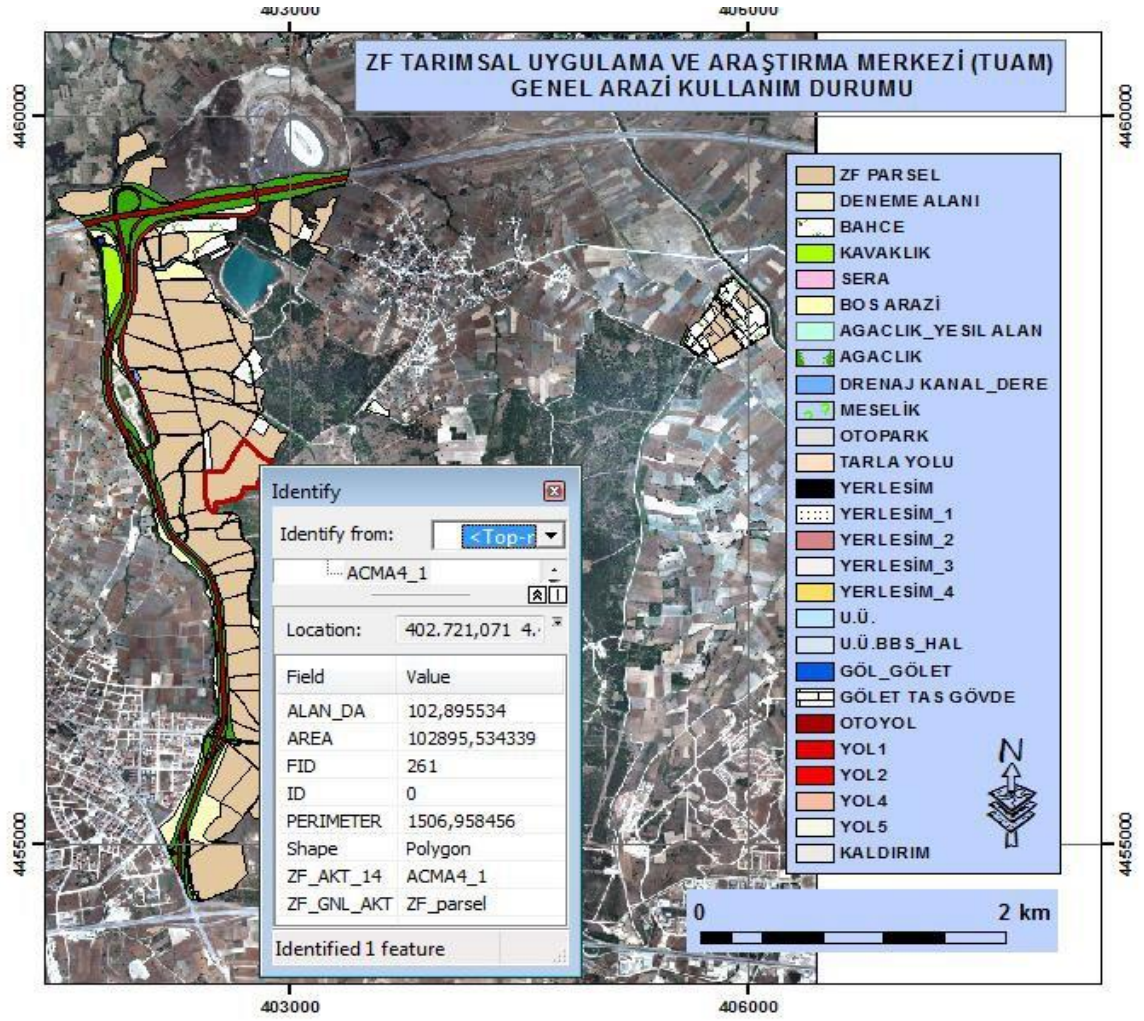 403000
406000
ZF TARIMSAL UYGULAMA VE ARAŞTIRMA MERKEZİ (TUAM)
GENEL ARAZİ KULLANIM DURUMU
4460000
4460000
ZF PARSEL
DENEME ALANI
BAHCE
KAVAKLIK
SERA
BOS ARAZİ
AGACLIK_YESIL ALAN
AGACLIK
DRENAJ KANAL_DERE
MESELİK
OTOPARK
TARLA YOLU
YERLESİM
YERLESİM_1
YERLESİM_2
YERLESİM_3
YERLESİM_4
U.Ü.
U.Ü.BBS_HAL
GÖL_GÖLET
GÖLET TAS GÖVDE
OTOYOL
YOL1
YOL2
YOL4
YOL5
KALDIRIM
N
Identify
Identify from: <Top-r
ACMA4_1
Location: 402.721,071 4.
Field Value
ALAN_DA 102,895534
AREA 102895,534339
FID 261
ID 0
PERIMETER 1506,958456
Shape Polygon
ZF_AKT_14 ACMA4_1
ZF_GNL_AKT ZF_parsel
Identified 1 feature
4455000
4455000
0 2 km
403000
406000